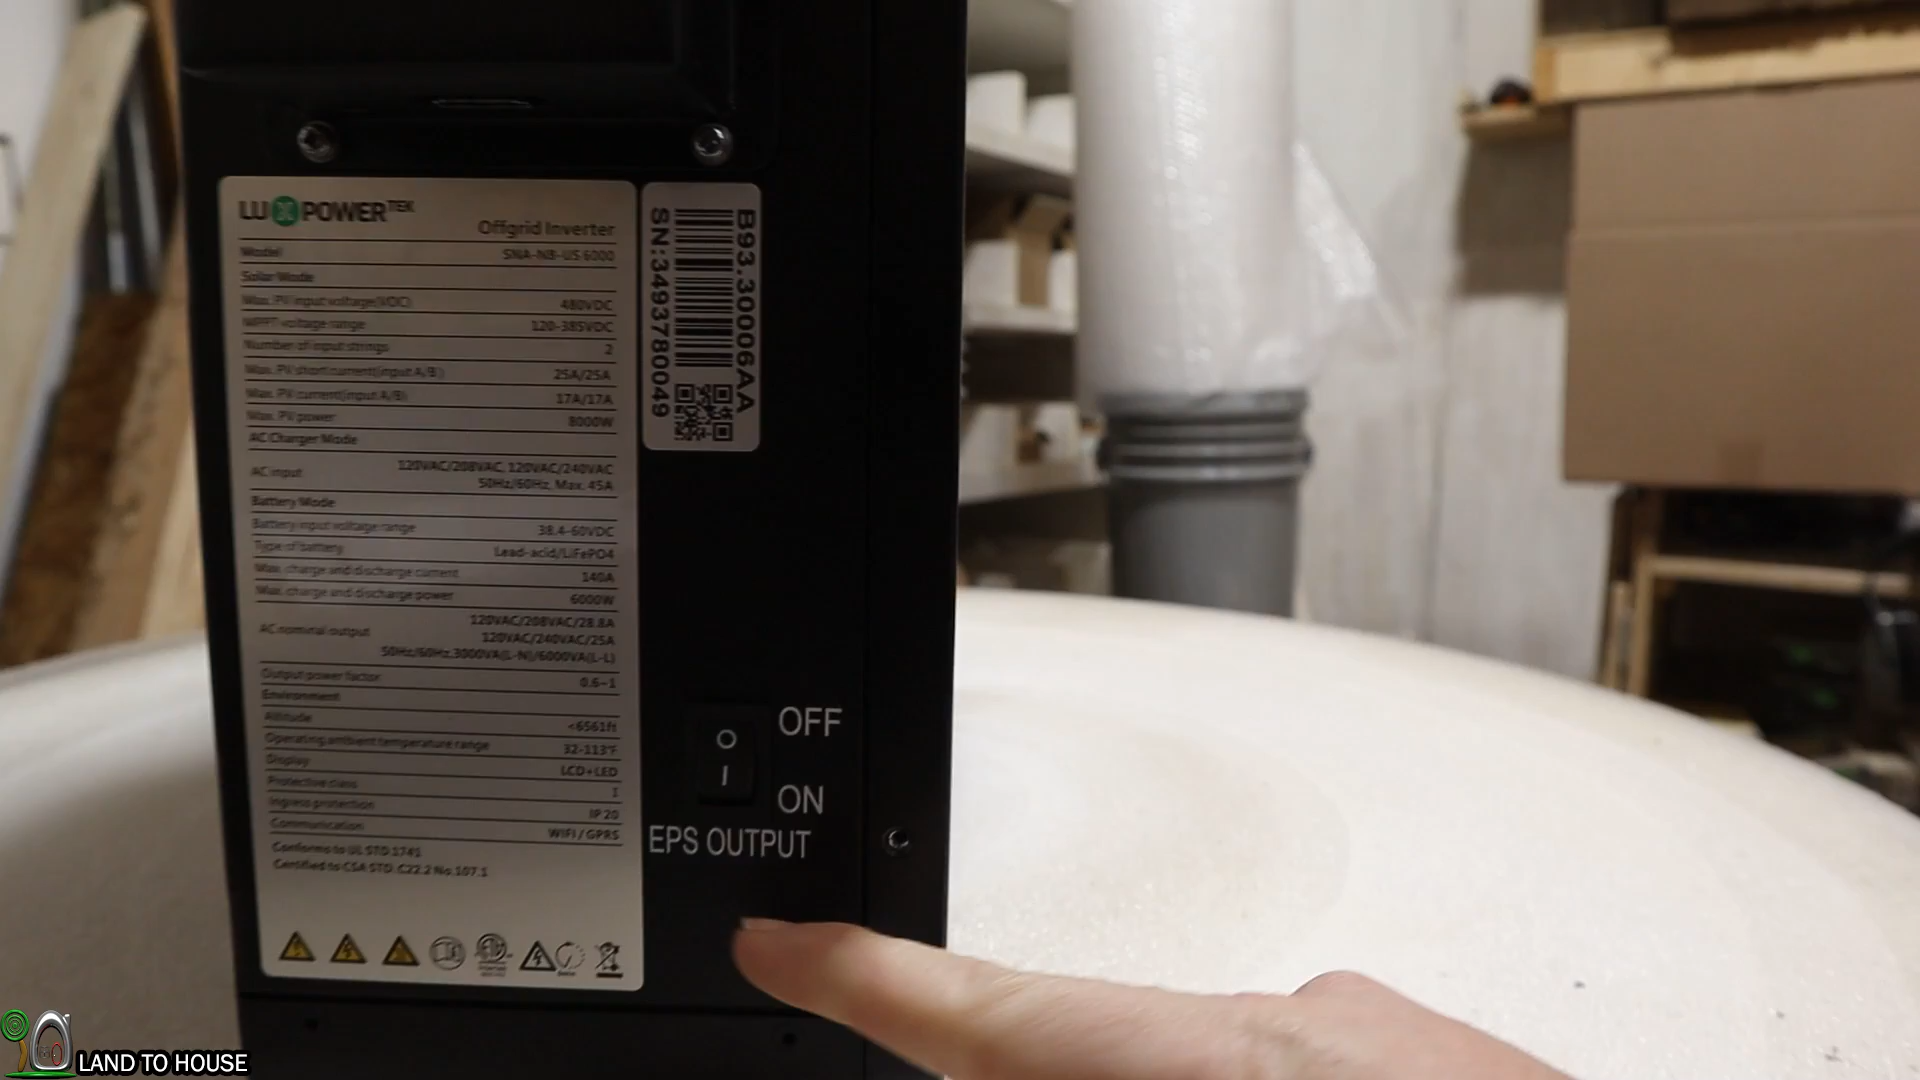 LUXPOWERTEK
Offgrid Inverter
Model SNA-NB-US 6000
Solar Mode
Max. PV input voltage(VDC) 480VDC
MPPT voltage range 120-385VDC
Number of input strings 2
Max. PV short current(input A/B) 25A/25A
Max. PV current(input A/B) 17A/17A
Max. PV power 8000W
AC Charger Mode
AC input 120VAC/208VAC, 120VAC/240VAC
50Hz/60Hz, Max. 45A
Battery Mode
Battery input voltage range 38.4-60VDC
Type of battery Lead-acid/LiFePO4
Max. charge and discharge current 140A
Max. charge and discharge power 6000W
AC nominal output 120VAC/208VAC/28.8A
120VAC/240VAC/25A
50Hz/60Hz,3000VA(L-N)/6000VA(L-L)
Output power factor 0.6~1
Environment
Altitude <6561ft
Operating ambient temperature range 32-113°F
Display LCD+LED
Protective class I
Ingress protection IP 20
Communication WIFI / GPRS
Conforms to UL STD 1741
Certified to CSA STD. C22.2 No.107.1
B93.30006AA
SN:3493780049
OFF
O
I
ON
EPS OUTPUT
LAND TO HOUSE